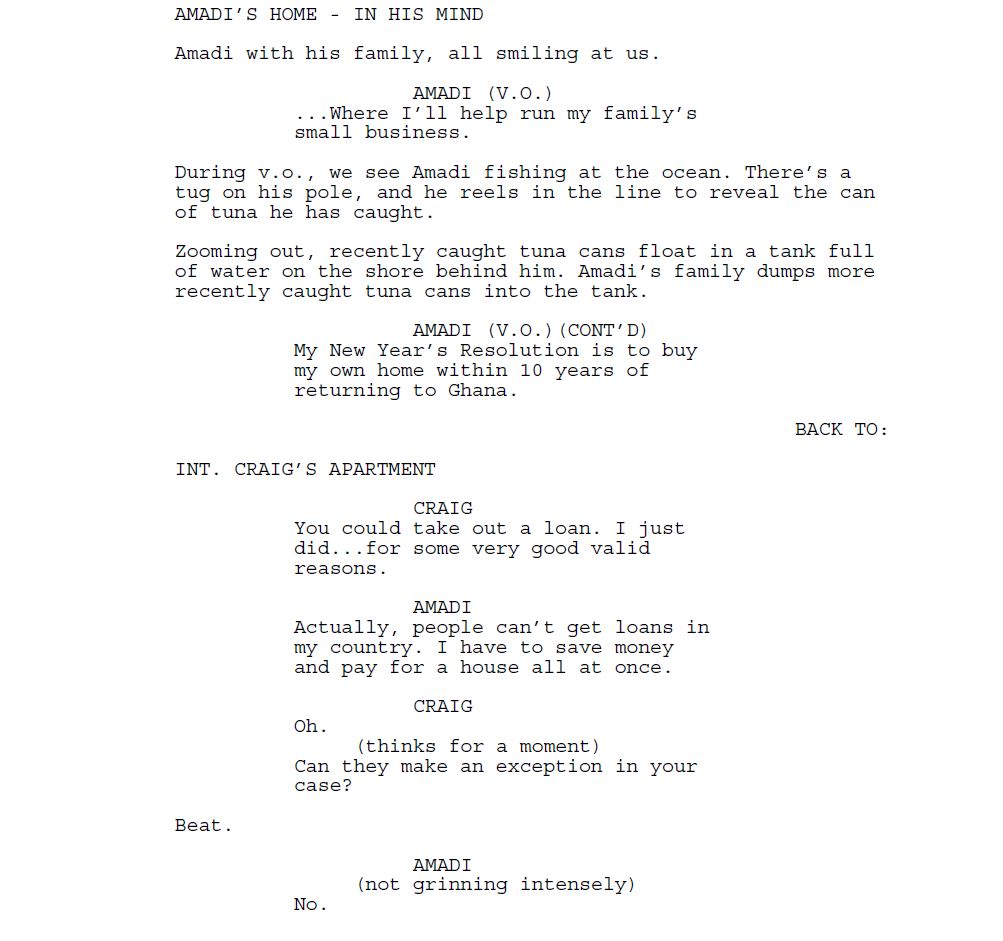 AMADI'S HOME - IN HIS MIND
Amadi with his family, all smiling at us.
AMADI (V.O.)
...Where I'll help run my family's
small business.
During v.o., we see Amadi fishing at the ocean. There's a
tug on his pole, and he reels in the line to reveal the can
of tuna he has caught.
Zooming out, recently caught tuna cans float in a tank full
of water on the shore behind him. Amadi's family dumps more
recently caught tuna cans into the tank.
AMADI (V.O.)(CONT'D)
My New Year's Resolution is to buy
my own home within 10 years of
returning to Ghana.
BACK TO:
INT. CRAIG'S APARTMENT
CRAIG
You could take out a loan. I just
did...for some very good valid
reasons.
AMADI
Actually, people can't get loans in
my country. I have to save money
and pay for a house all at once.
CRAIG
Oh.
(thinks for a moment)
Can they make an exception in your
case?
Beat.
AMADI
(not grinning intensely)
No.